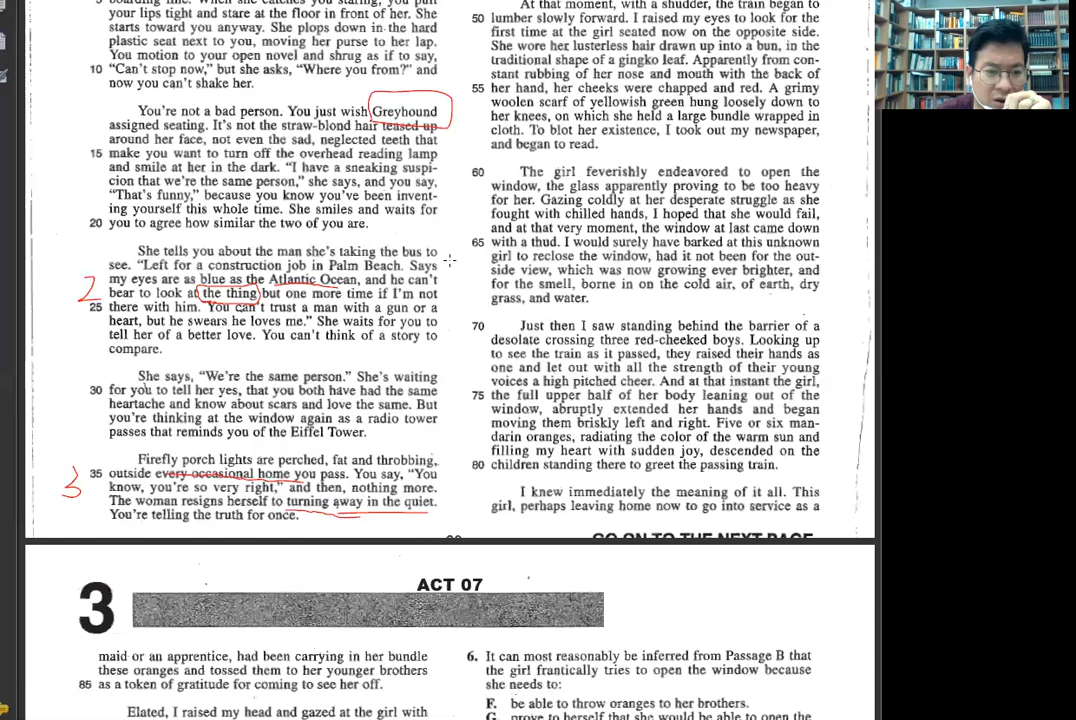 boarding line. When she catches you staring, you pull
your lips tight and stare at the floor in front of her. She
starts toward you anyway. She plops down in the hard
plastic seat next to you, moving her purse to her lap.
You motion to your open novel and shrug as if to say,
10 “Can’t stop now,” but she asks, “Where you from?” and
now you can’t shake her.
You’re not a bad person. You just wish Greyhound
assigned seating. It’s not the straw-blond hair teased up
around her face, not even the sad, neglected teeth that
15 make you want to turn off the overhead reading lamp
and smile at her in the dark. “I have a sneaking suspi-
cion that we’re the same person,” she says, and you say,
“That’s funny,” because you know you’ve been invent-
ing yourself this whole time. She smiles and waits for
20 you to agree how similar the two of you are.
She tells you about the man she’s taking the bus to
see. “Left for a construction job in Palm Beach. Says
my eyes are as blue as the Atlantic Ocean, and he can’t
2 bear to look at the thing but one more time if I’m not
25 there with him. You can’t trust a man with a gun or a
heart, but he swears he loves me.” She waits for you to
tell her of a better love. You can’t think of a story to
compare.
She says, “We’re the same person.” She’s waiting
30 for you to tell her yes, that you both have had the same
heartache and know about scars and love the same. But
you’re thinking at the window again as a radio tower
passes that reminds you of the Eiffel Tower.
Firefly porch lights are perched, fat and throbbing,
35 outside every occasional home you pass. You say, “You
3 know, you’re so very right,” and then, nothing more.
The woman resigns herself to turning away in the quiet.
You’re telling the truth for once.
At that moment, with a shudder, the train began to
50 lumber slowly forward. I raised my eyes to look for the
first time at the girl seated now on the opposite side.
She wore her lusterless hair drawn up into a bun, in the
traditional shape of a gingko leaf. Apparently from con-
stant rubbing of her nose and mouth with the back of
55 her hand, her cheeks were chapped and red. A grimy
woolen scarf of yellowish green hung loosely down to
her knees, on which she held a large bundle wrapped in
cloth. To blot her existence, I took out my newspaper,
and began to read.
60 The girl feverishly endeavored to open the
window, the glass apparently proving to be too heavy
for her. Gazing coldly at her desperate struggle as she
fought with chilled hands, I hoped that she would fail,
and at that very moment, the window at last came down
65 with a thud. I would surely have barked at this unknown
girl to reclose the window, had it not been for the out-
side view, which was now growing ever brighter, and
for the smell, borne in on the cold air, of earth, dry
grass, and water.
70 Just then I saw standing behind the barrier of a
desolate crossing three red-cheeked boys. Looking up
to see the train as it passed, they raised their hands as
one and let out with all the strength of their young
voices a high pitched cheer. And at that instant the girl,
75 the full upper half of her body leaning out of the
window, abruptly extended her hands and began
moving them briskly left and right. Five or six man-
darin oranges, radiating the color of the warm sun and
filling my heart with sudden joy, descended on the
80 children standing there to greet the passing train.
I knew immediately the meaning of it all. This
girl, perhaps leaving home now to go into service as a
GO ON TO THE NEXT PAGE
3
ACT 07
maid or an apprentice, had been carrying in her bundle
these oranges and tossed them to her younger brothers
85 as a token of gratitude for coming to see her off.
Elated, I raised my head and gazed at the girl with
6. It can most reasonably be inferred from Passage B that
the girl frantically tries to open the window because
she needs to:
F. be able to throw oranges to her brothers.
G. prove to herself that she would be able to open the